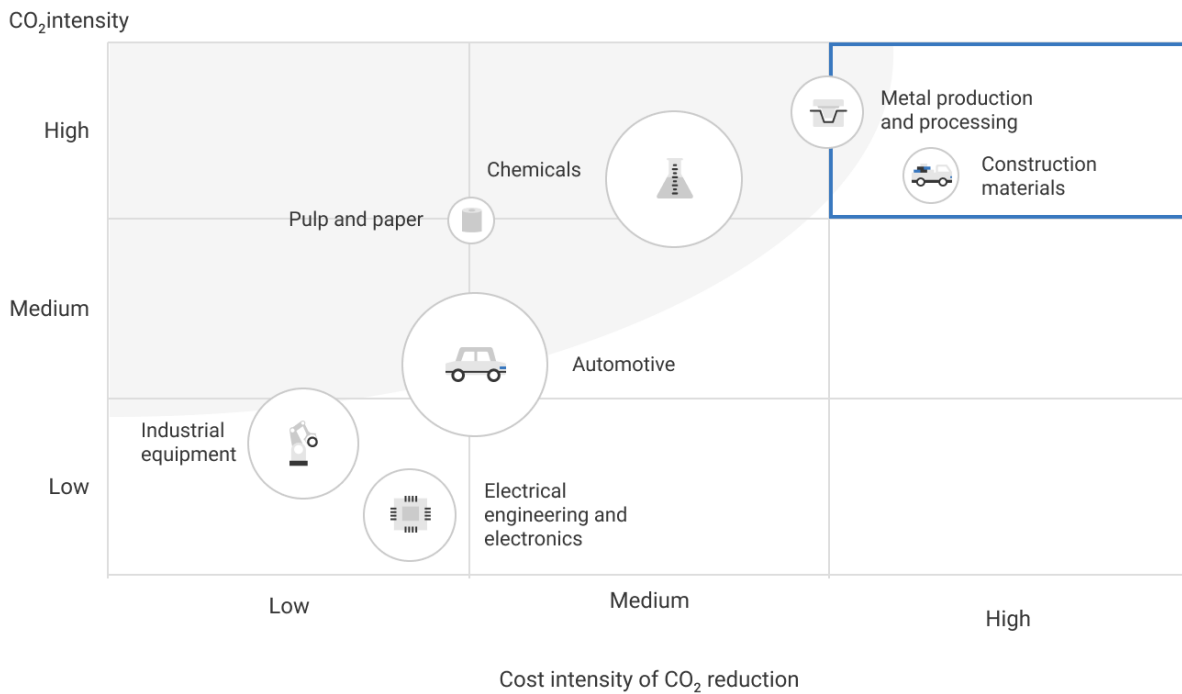 CO₂intensity
High
Metal production
and processing
Chemicals
Construction
materials
Pulp and paper
Medium
Automotive
Industrial
equipment
Low
Electrical
engineering and
electronics
Low
Medium
High
Cost intensity of CO₂ reduction